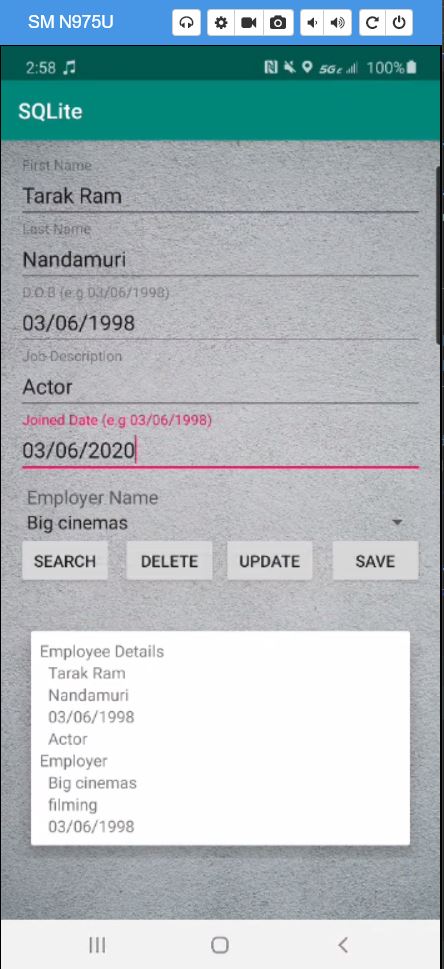 SM N975U
2:58
5GE
100%
SQLite
First Name
Tarak Ram
Last Name
Nandamuri
D.O.B (e.g 03/06/1998)
03/06/1998
Job Description
Actor
Joined Date (e.g 03/06/1998)
03/06/2020
Employer Name
Big cinemas
SEARCH DELETE UPDATE SAVE
Employee Details
Tarak Ram
Nandamuri
03/06/1998
Actor
Employer
Big cinemas
filming
03/06/1998